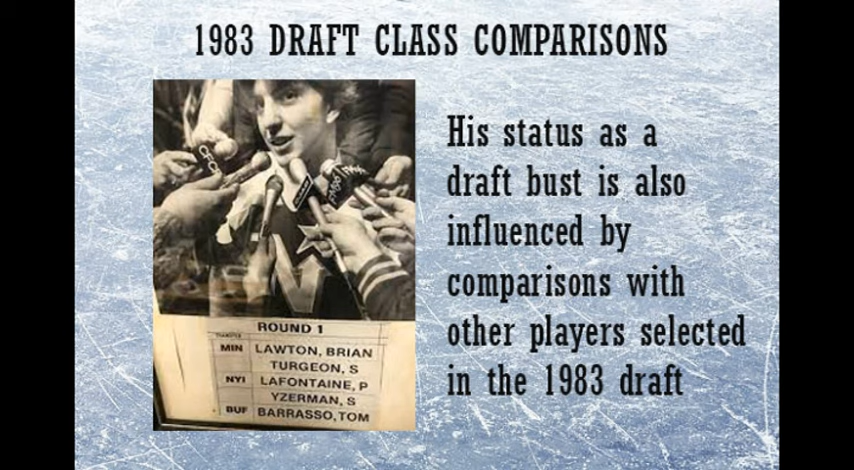 1983 DRAFT CLASS COMPARISONS
His status as a
draft bust is also
influenced by
comparisons with
other players selected
in the 1983 draft
ROUND 1
TRANSFER
MIN LAWTON, BRIAN
TURGEON, S
NYI LAFONTAINE, P
YZERMAN, S
BUF BARRASSO, TOM